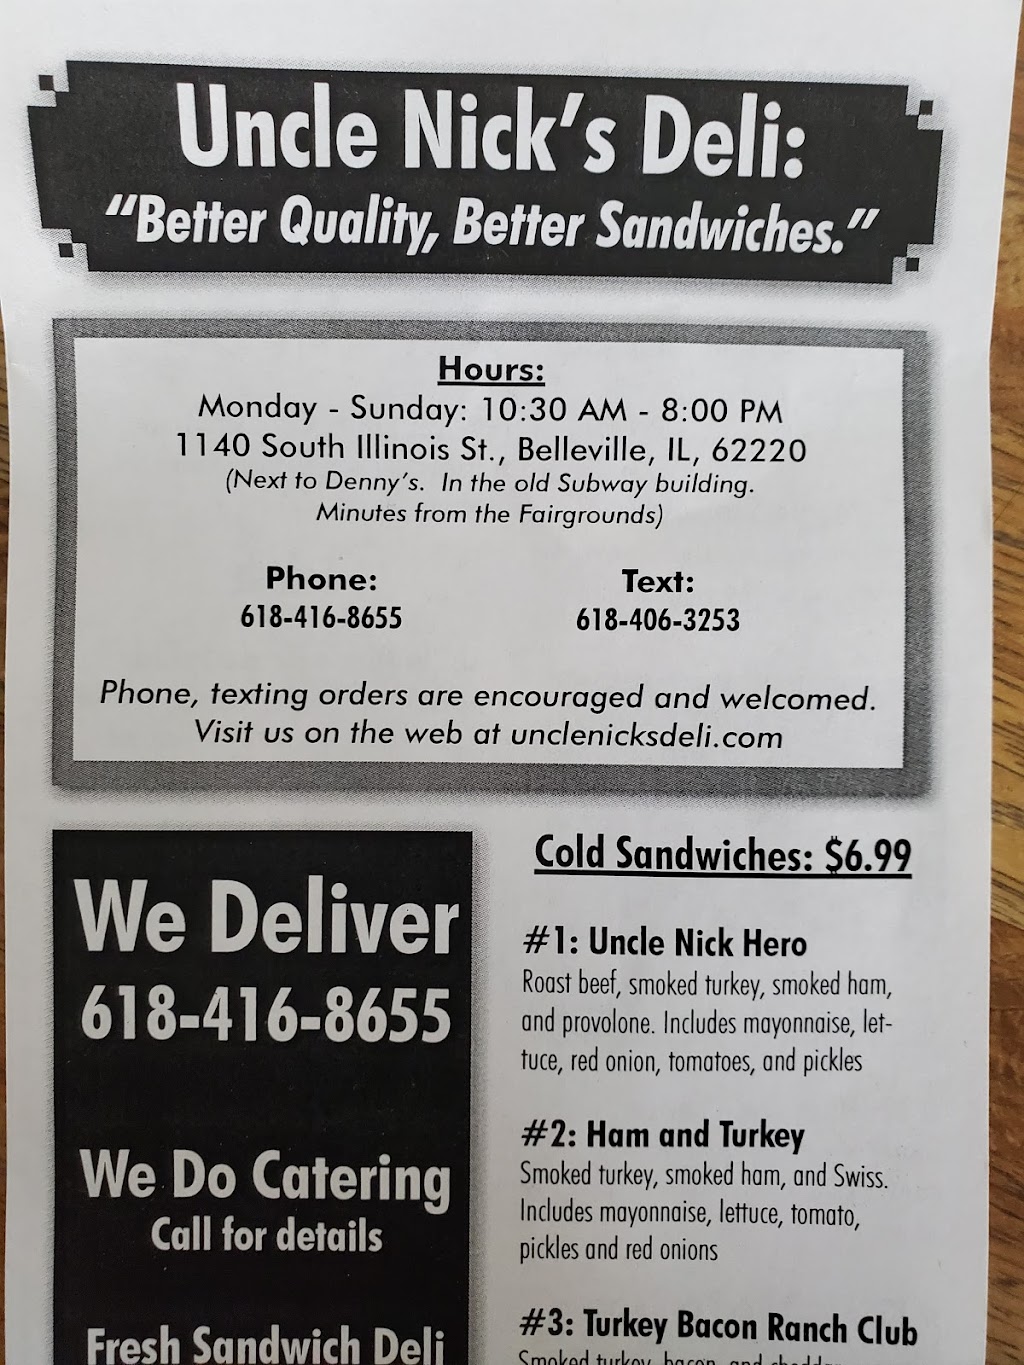 Uncle Nick's Deli:
"Better Quality, Better Sandwiches."
Hours:
Monday - Sunday: 10:30 AM - 8:00 PM
1140 South Illinois St., Belleville, IL, 62220
(Next to Denny's. In the old Subway building.
Minutes from the Fairgrounds)
Phone:
618-416-8655
Text:
618-406-3253
Phone, texting orders are encouraged and welcomed.
Visit us on the web at unclenicksdeli.com
We Deliver
618-416-8655
We Do Catering
Call for details
Fresh Sandwich Deli
Cold Sandwiches: $6.99
#1: Uncle Nick Hero
Roast beef, smoked turkey, smoked ham,
and provolone. Includes mayonnaise, let-
tuce, red onion, tomatoes, and pickles
#2: Ham and Turkey
Smoked turkey, smoked ham, and Swiss.
Includes mayonnaise, lettuce, tomato,
pickles and red onions
#3: Turkey Bacon Ranch Club
Smoked turkey, bacon, and cheddar